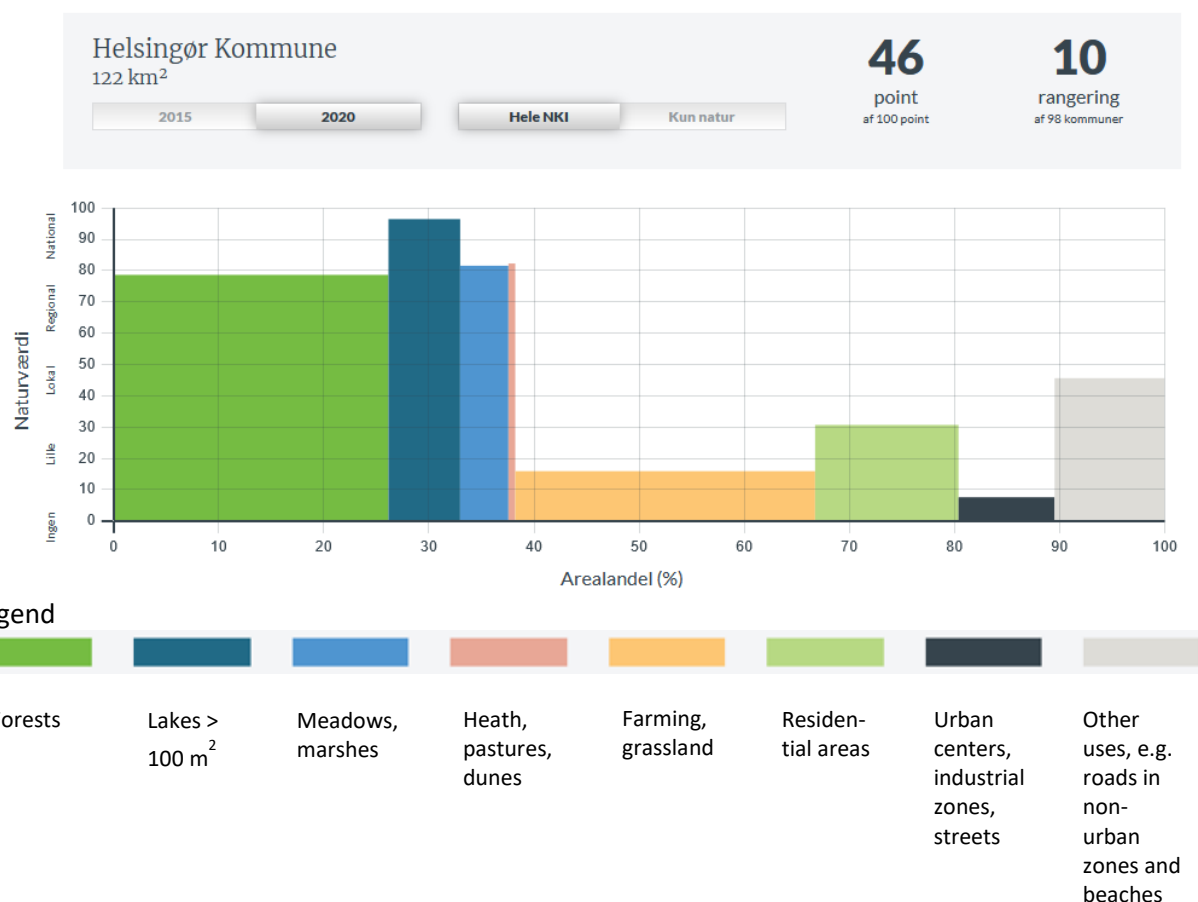 Helsingør Kommune
122 km²
2015
2020
Hele NKI
Kun natur
46
point
af 100 point
10
rangering
af 98 kommuner
Naturværdi
National
Regional
Lokal
Lille
Ingen
100
90
80
70
60
50
40
30
20
10
0
0 10 20 30 40 50 60 70 80 90 100
Arealandel (%)
gend
orests
Lakes >
100 m²
Meadows,
marshes
Heath,
pastures,
dunes
Farming,
grassland
Residen-
tial areas
Urban
centers,
industrial
zones,
streets
Other
uses, e.g.
roads in
non-
urban
zones and
beaches